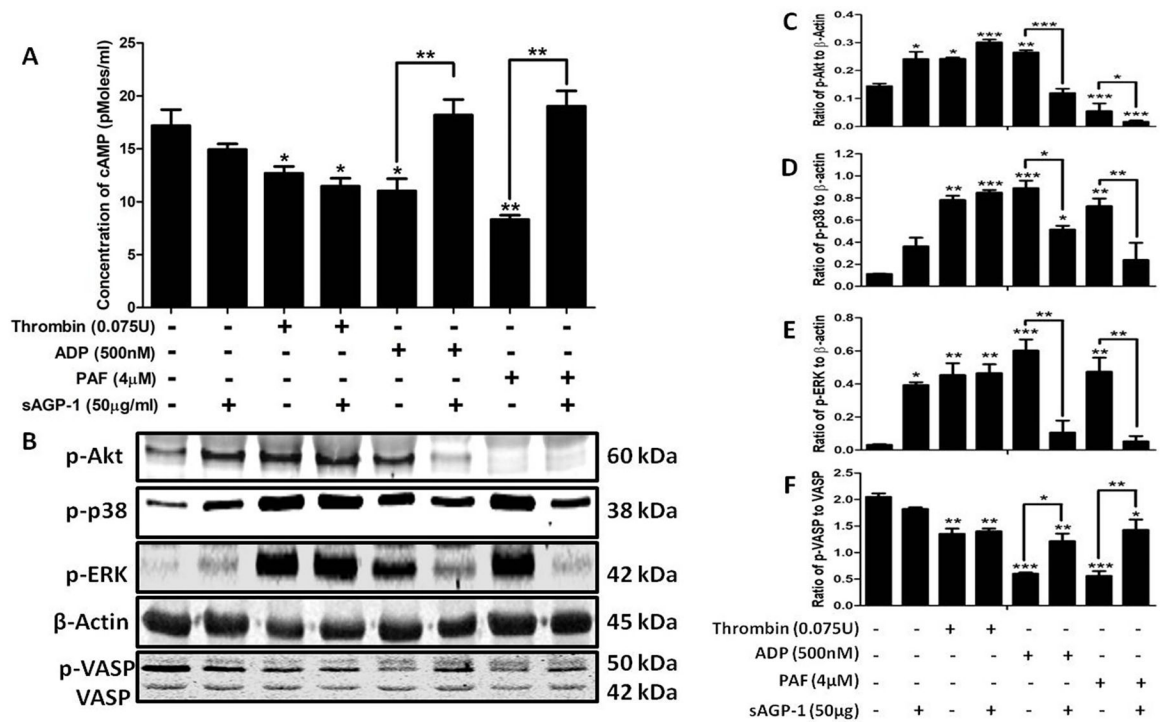 A
Concentration of cAMP (pMoles/ml)
25
20
15
10
5
0
** **
* * * **
Thrombin (0.075U) - - + + - - - -
ADP (500nM) - - - - + + - -
PAF (4µM) - - - - - - + +
sAGP-1 (50µg/ml) - + - + - + - +
B
p-Akt 60 kDa
p-p38 38 kDa
p-ERK 42 kDa
β-Actin 45 kDa
p-VASP 50 kDa
VASP 42 kDa
C
Ratio of p-Akt to β-Actin
0.4
0.3
0.2
0.1
0.0
*** *
* * *** ** *** ***
D
Ratio of p-p38 to β-actin
1.2
1.0
0.8
0.6
0.4
0.2
0.0
* **
** *** *** * **
E
Ratio of p-ERK to β-actin
0.8
0.6
0.4
0.2
0.0
** **
* ** ** *** **
F
Ratio of p-VASP to VASP
2.5
2.0
1.5
1.0
0.5
0.0
* **
** ** *** ** *** *
Thrombin (0.075U) - - + + - - - -
ADP (500nM) - - - - + + - -
PAF (4µM) - - - - - - + +
sAGP-1 (50µg) - + - + - + - +